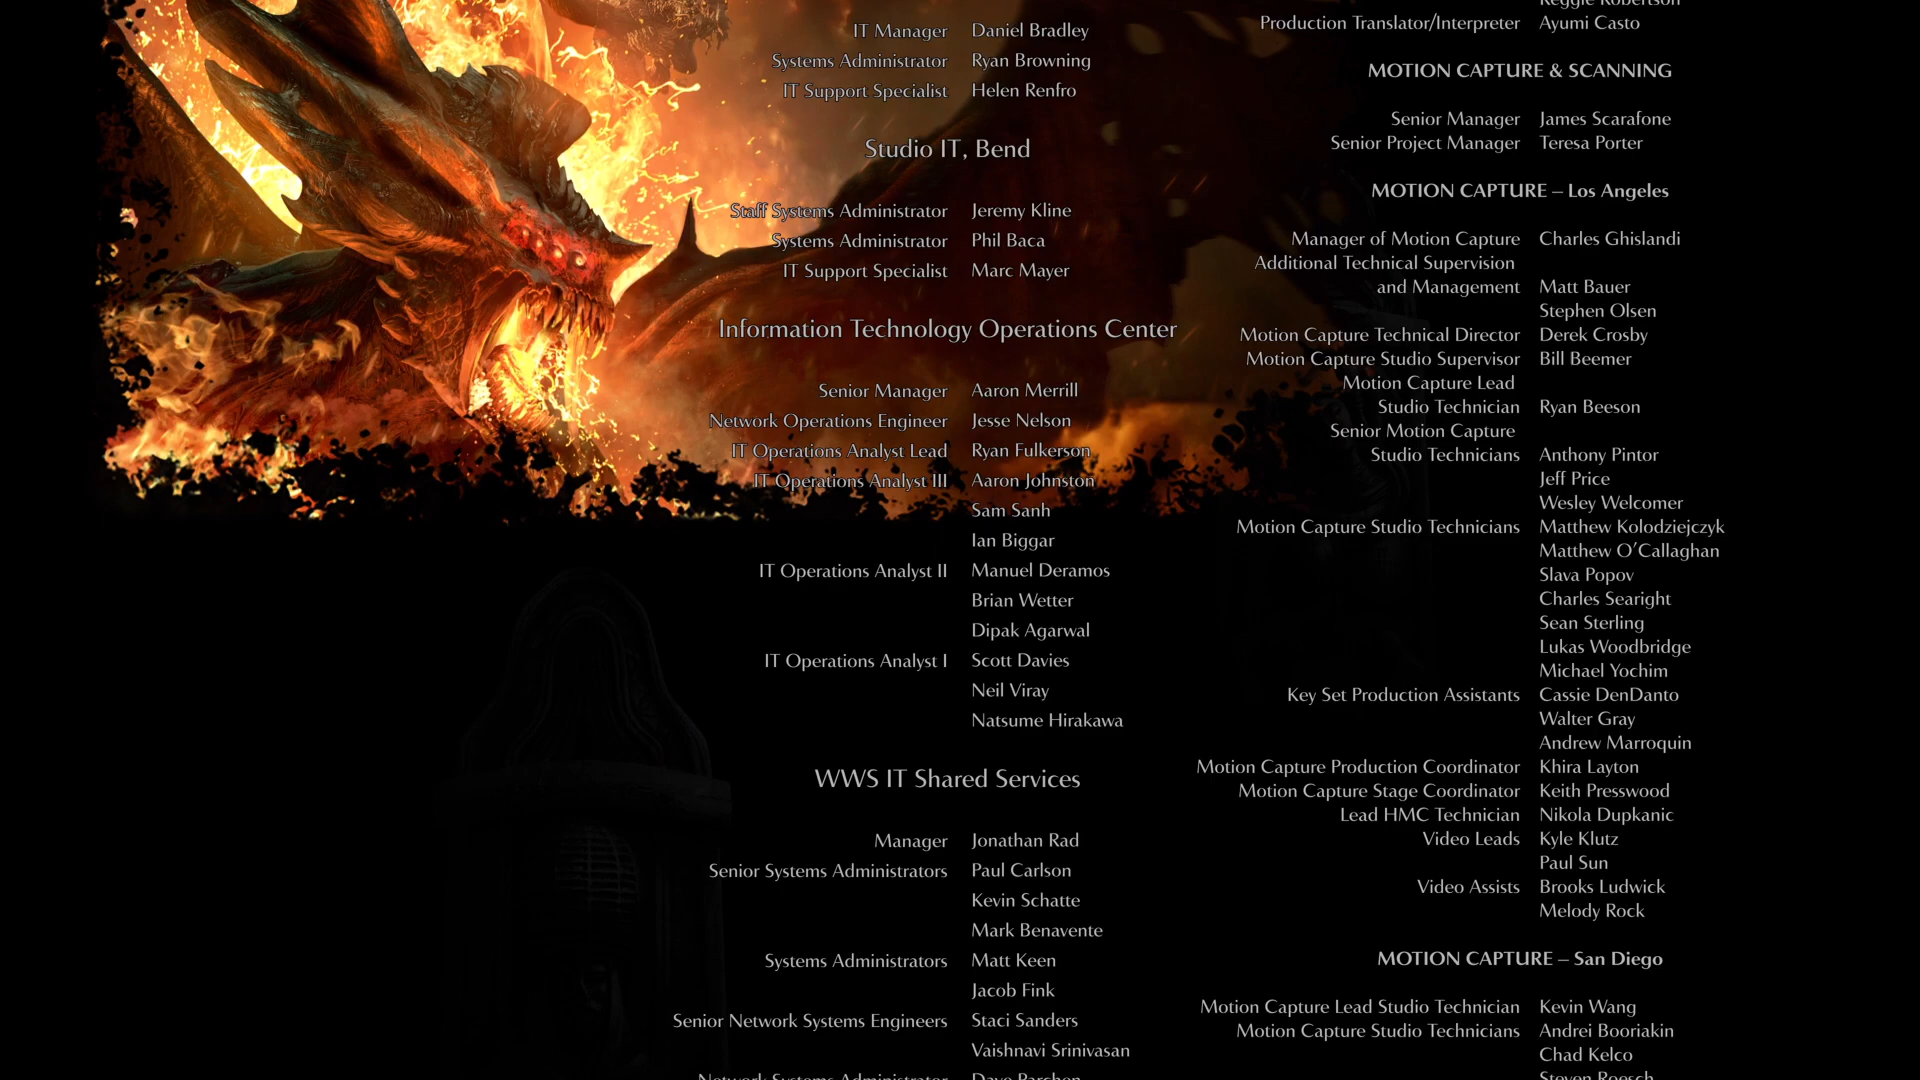 IT Manager Daniel Bradley
Systems Administrator Ryan Browning
IT Support Specialist Helen Renfro
Studio IT, Bend
Staff Systems Administrator Jeremy Kline
Systems Administrator Phil Baca
IT Support Specialist Marc Mayer
Information Technology Operations Center
Senior Manager Aaron Merrill
Network Operations Engineer Jesse Nelson
IT Operations Analyst Lead Ryan Fulkerson
IT Operations Analyst III Aaron Johnston
Sam Sanh
Ian Biggar
IT Operations Analyst II Manuel Deramos
Brian Wetter
Dipak Agarwal
IT Operations Analyst I Scott Davies
Neil Viray
Natsume Hirakawa
WWS IT Shared Services
Manager Jonathan Rad
Senior Systems Administrators Paul Carlson
Kevin Schatte
Mark Benavente
Systems Administrators Matt Keen
Jacob Fink
Senior Network Systems Engineers Staci Sanders
Vaishnavi Srinivasan
Network Systems Administrator Dave Parchen
Reggie Robertson
Production Translator/Interpreter Ayumi Casto
MOTION CAPTURE & SCANNING
Senior Manager James Scarafone
Senior Project Manager Teresa Porter
MOTION CAPTURE – Los Angeles
Manager of Motion Capture Charles Ghislandi
Additional Technical Supervision
and Management Matt Bauer
Stephen Olsen
Motion Capture Technical Director Derek Crosby
Motion Capture Studio Supervisor Bill Beemer
Motion Capture Lead
Studio Technician Ryan Beeson
Senior Motion Capture
Studio Technicians Anthony Pintor
Jeff Price
Wesley Welcomer
Motion Capture Studio Technicians Matthew Kolodziejczyk
Matthew O’Callaghan
Slava Popov
Charles Searight
Sean Sterling
Lukas Woodbridge
Michael Yochim
Key Set Production Assistants Cassie DenDanto
Walter Gray
Andrew Marroquin
Motion Capture Production Coordinator Khira Layton
Motion Capture Stage Coordinator Keith Presswood
Lead HMC Technician Nikola Dupkanic
Video Leads Kyle Klutz
Paul Sun
Video Assists Brooks Ludwick
Melody Rock
MOTION CAPTURE – San Diego
Motion Capture Lead Studio Technician Kevin Wang
Motion Capture Studio Technicians Andrei Booriakin
Chad Kelco
Steven Roesch